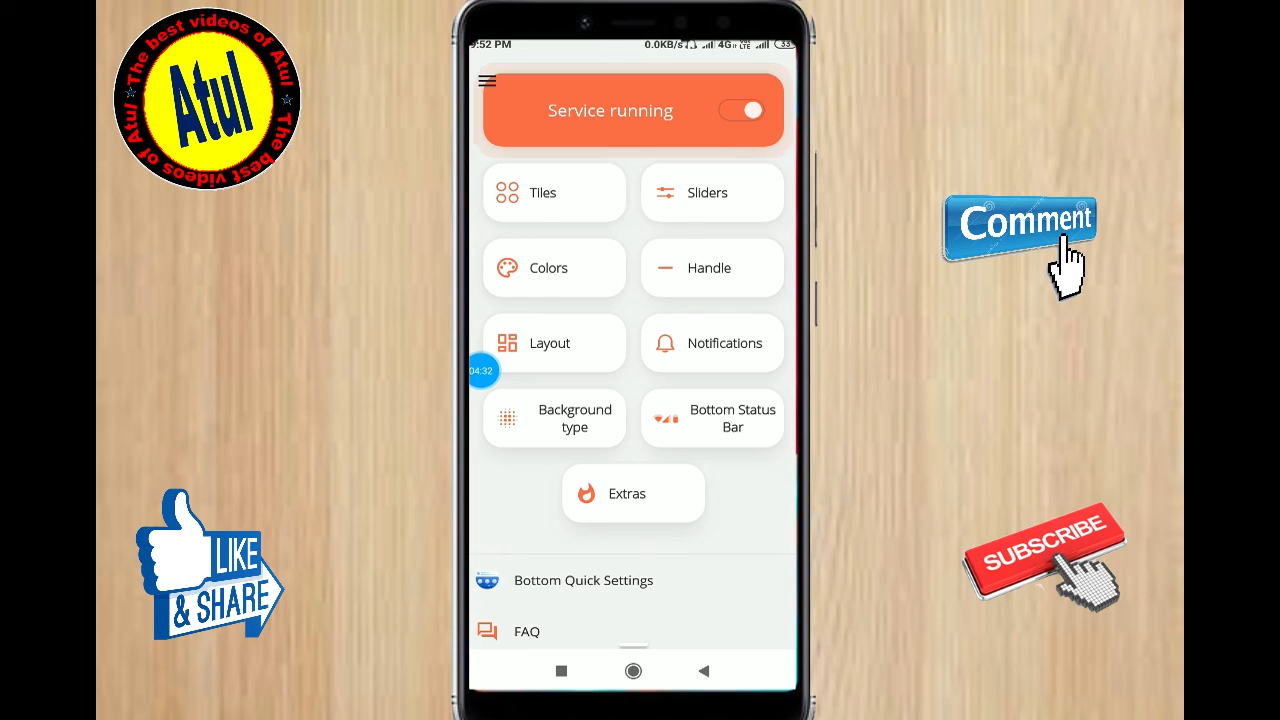 The best videos of Atul
Atul
The best videos of Atul
9:52 PM
0.0KB/s
4G
VoLTE
33
Service running
Tiles
Sliders
Colors
Handle
Layout
Notifications
04:32
Background
type
Bottom Status
Bar
Extras
Bottom Quick Settings
FAQ
Comment
LIKE
& SHARE
SUBSCRIBE